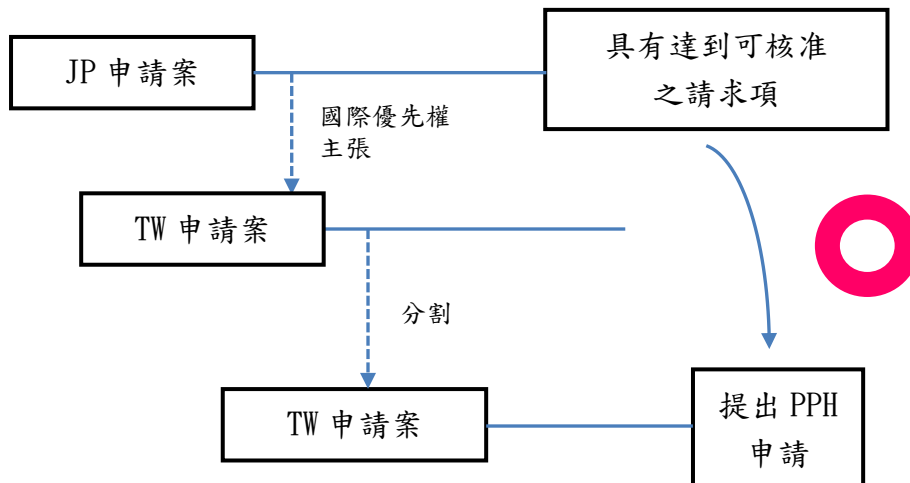 JP 申請案
具有達到可核准
之請求項
國際優先權
主張
TW 申請案
分割
TW 申請案
提出 PPH
申請